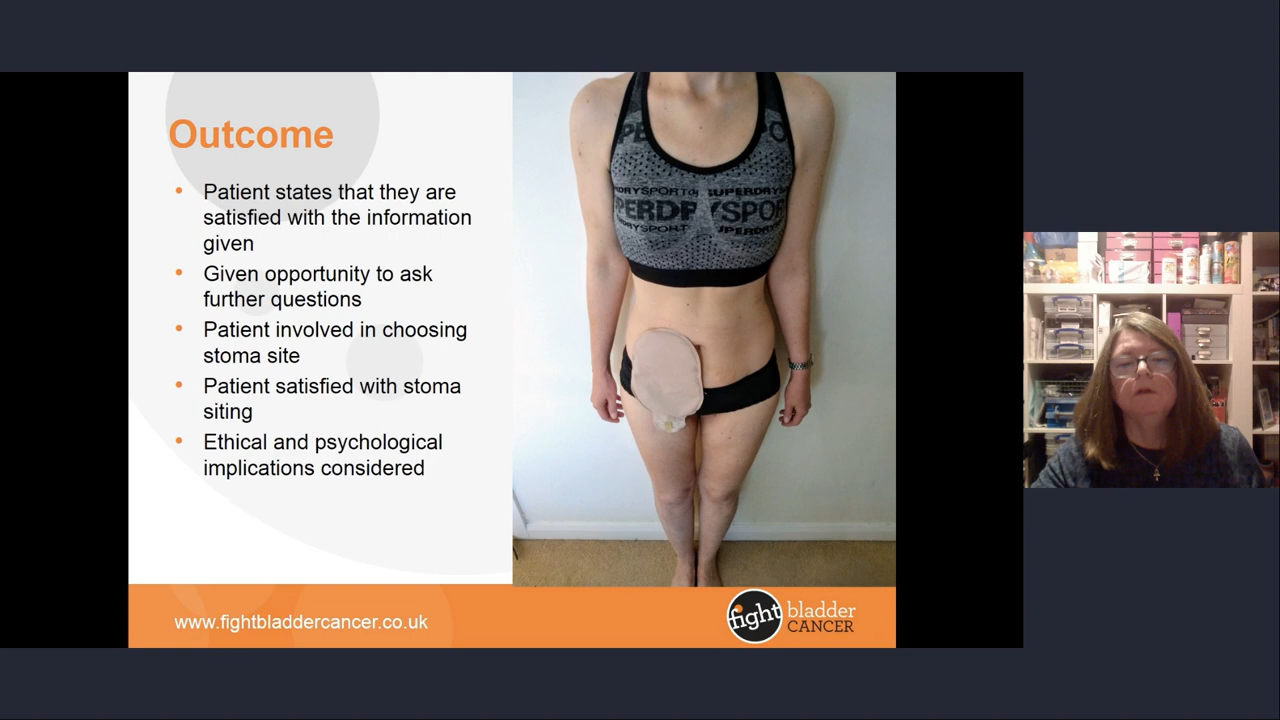 Outcome
• Patient states that they are
satisfied with the information
given
• Given opportunity to ask
further questions
• Patient involved in choosing
stoma site
• Patient satisfied with stoma
siting
• Ethical and psychological
implications considered
www.fightbladdercancer.co.uk
fight bladder
CANCER